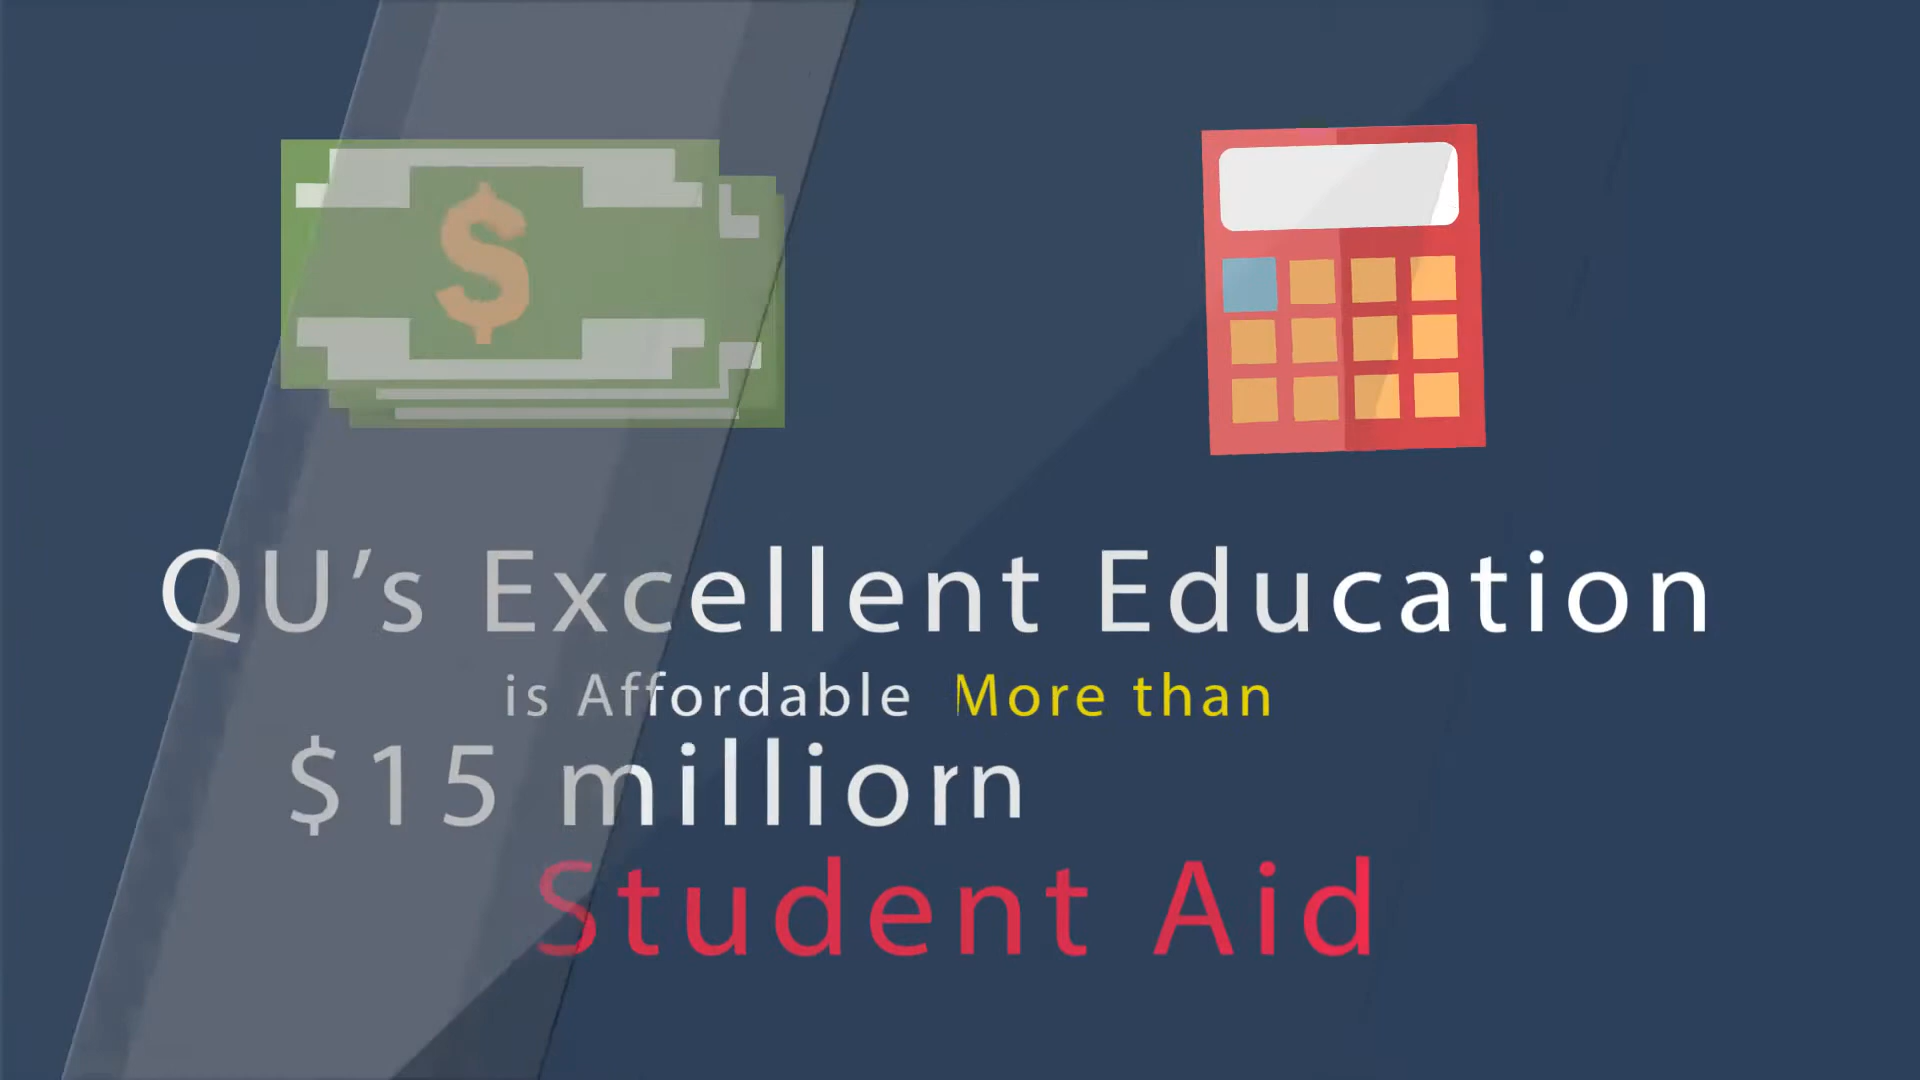 QU’s Excellent Education
is Affordable More than
$15 milliorn
Student Aid